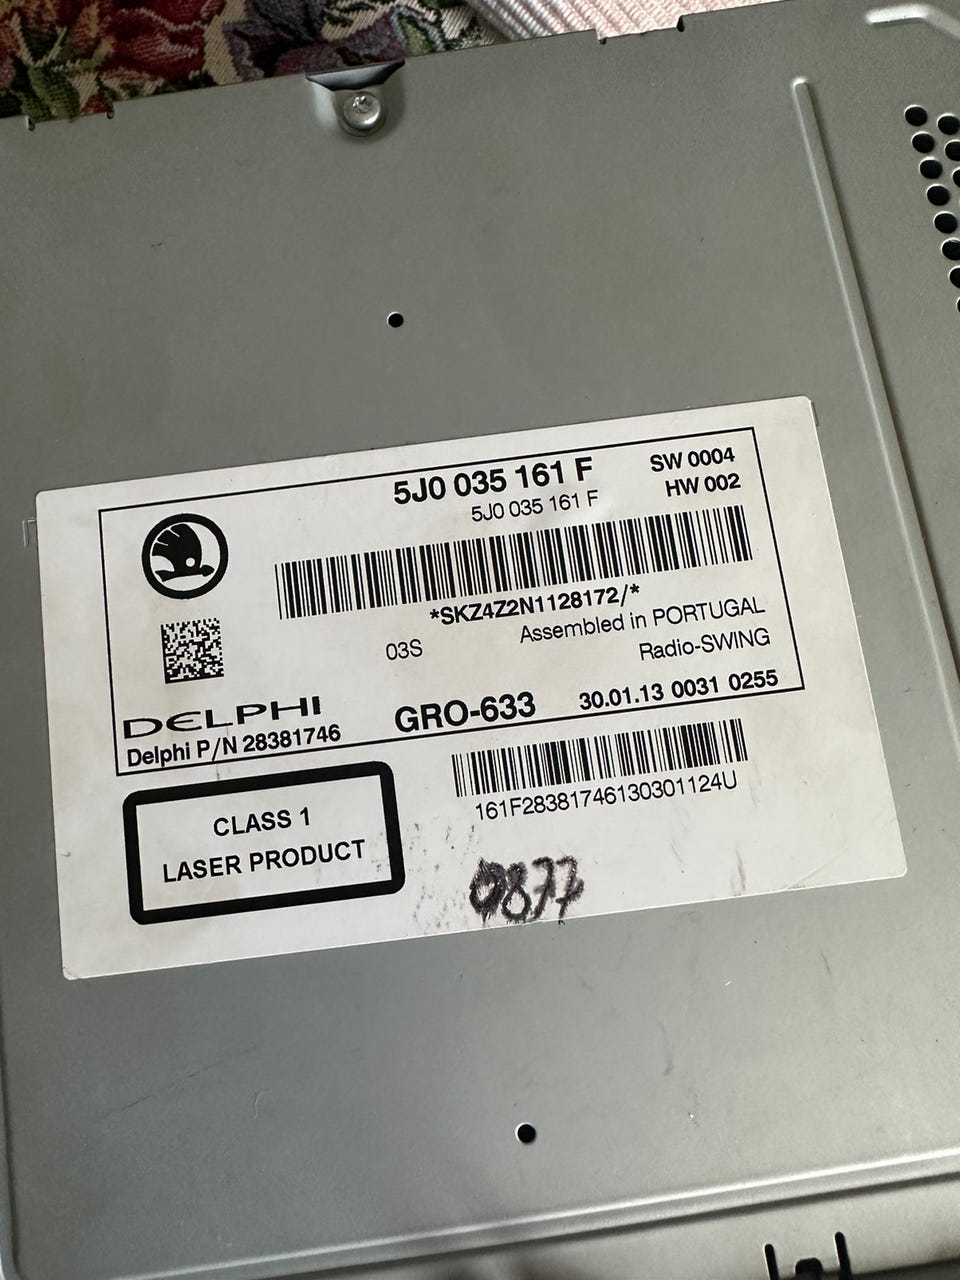 5J0 035 161 F
SW 0004
5J0 035 161 F
HW 002
*SKZ4Z2N1128172/*
03S
Assembled in PORTUGAL
Radio-SWING
DELPHI
GRO-633
30.01.13 0031 0255
Delphi P/N 28381746
161F28381746130301124U
CLASS 1
LASER PRODUCT
0877